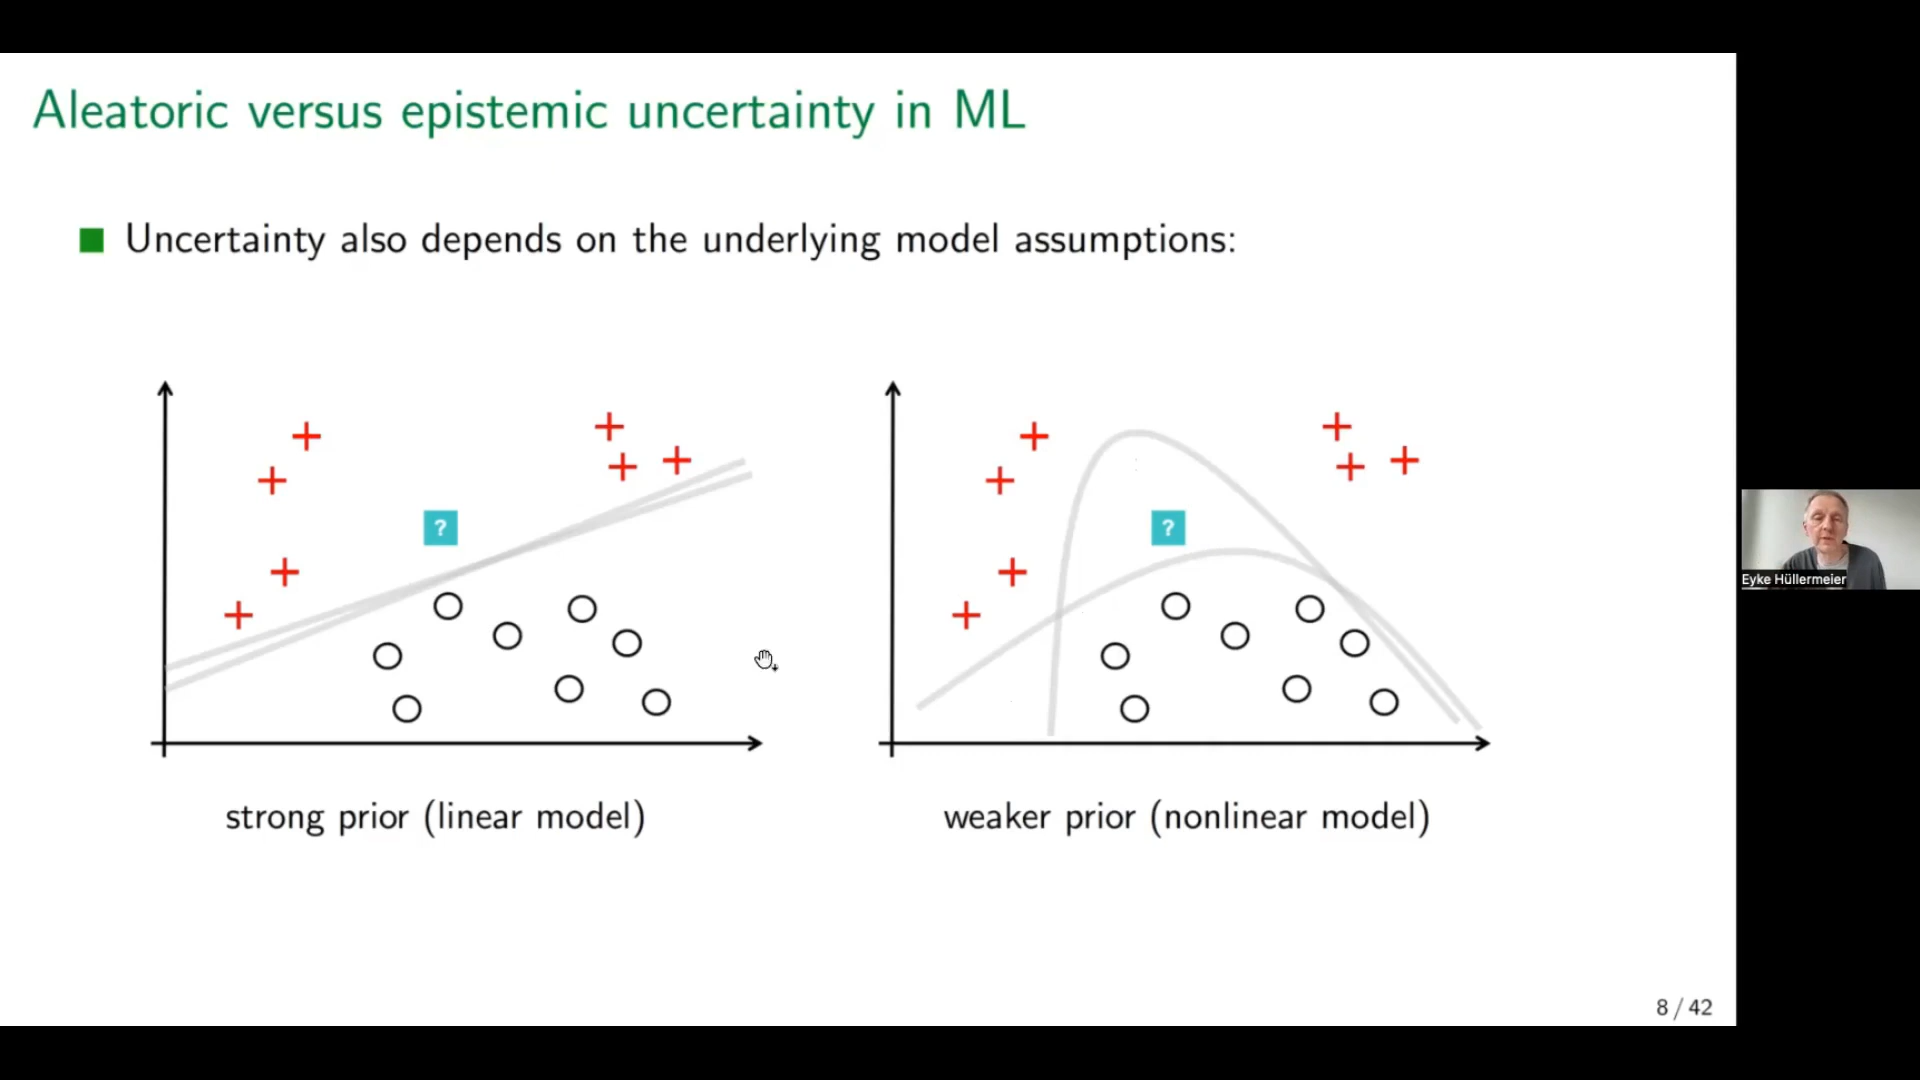 Aleatoric versus epistemic uncertainty in ML
Uncertainty also depends on the underlying model assumptions:
?
?
strong prior (linear model)
weaker prior (nonlinear model)
Eyke Hüllermeier
8 / 42